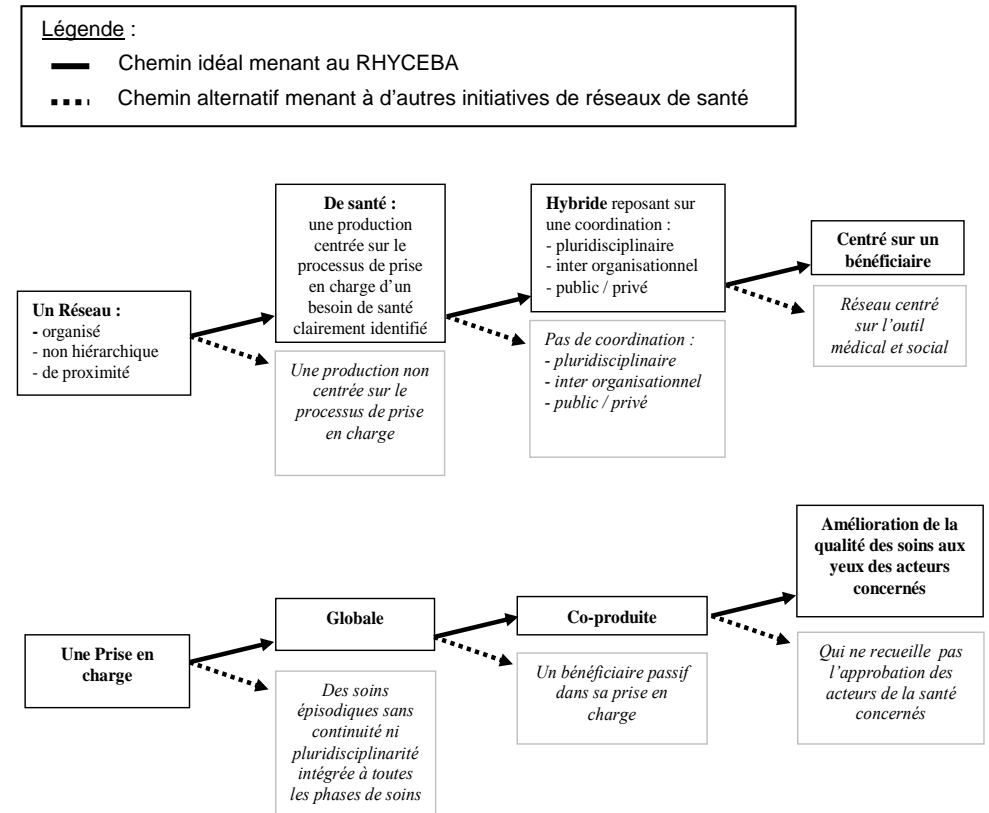 Légende :
Chemin idéal menant au RHYCEBA
Chemin alternatif menant à d'autres initiatives de réseaux de santé
Un Réseau :
- organisé
- non hiérarchique
- de proximité
De santé :
une production
centrée sur le
processus de prise
en charge d'un
besoin de santé
clairement identifié
Une production non
centrée sur le
processus de prise
en charge
Hybride reposant sur
une coordination :
- pluridisciplinaire
- inter organisationnel
- public / privé
Pas de coordination :
- pluridisciplinaire
- inter organisationnel
- public / privé
Centré sur un
bénéficiaire
Réseau centré
sur l'outil
médical et social
Une Prise en
charge
Globale
Des soins
épisodiques sans
continuité ni
pluridisciplinarité
intégrée à toutes
les phases de soins
Co-produite
Un bénéficiaire passif
dans sa prise en
charge
Amélioration de la
qualité des soins aux
yeux des acteurs
concernés
Qui ne recueille pas
l'approbation des
acteurs de la santé
concernés